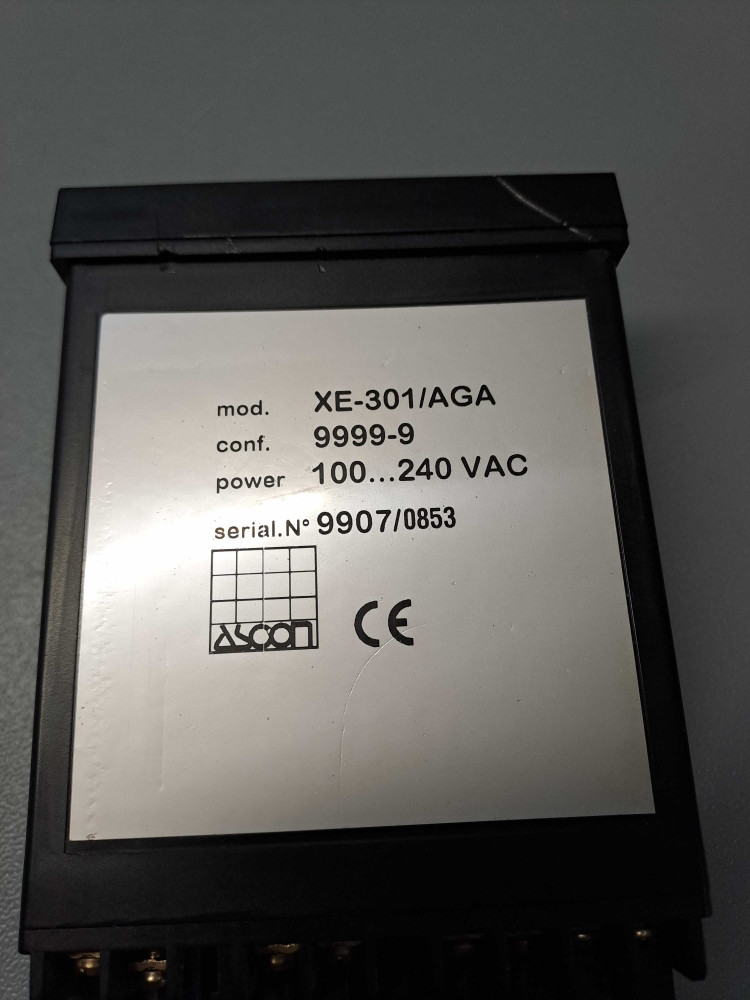 mod. XE-301/AGA
conf. 9999-9
power 100...240 VAC
serial.N° 9907/0853
ascon
CE